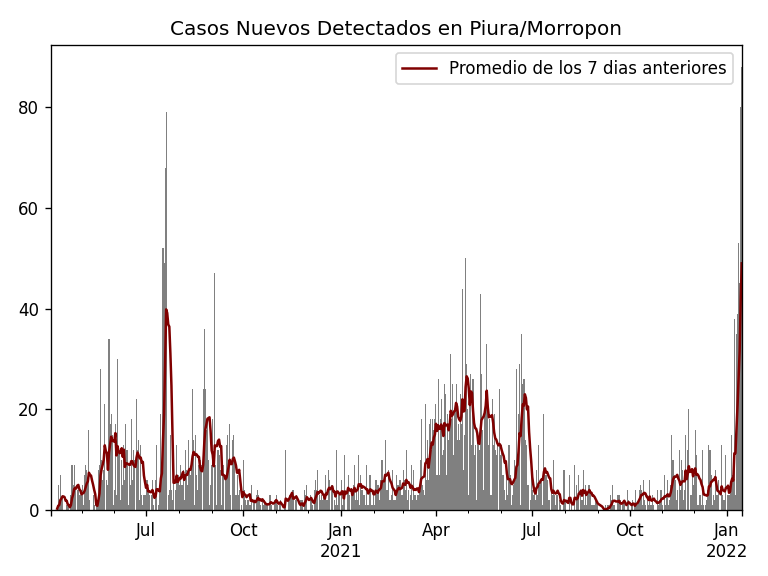 Casos Nuevos Detectados en Piura/Morropon
Promedio de los 7 dias anteriores
80
60
40
20
0
Jul
Oct
Jan
2021
Apr
Jul
Oct
Jan
2022